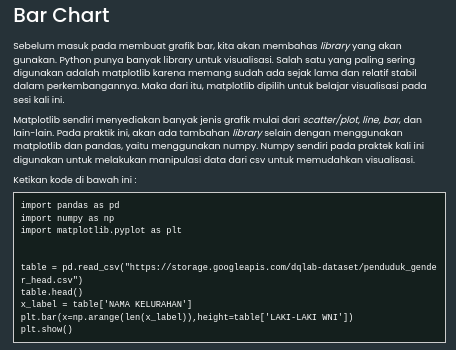 Bar Chart
Sebelum masuk pada membuat grafik bar, kita akan membahas library yang akan
gunakan. Python punya banyak library untuk visualisasi. Salah satu yang paling sering
digunakan adalah matplotlib karena memang sudah ada sejak lama dan relatif stabil
dalam perkembangannya. Maka dari itu, matplotlib dipilih untuk belajar visualisasi pada
sesi kali ini.
Matplotlib sendiri menyediakan banyak jenis grafik mulai dari scatter/plot, line, bar, dan
lain-lain. Pada praktik ini, akan ada tambahan library selain dengan menggunakan
matplotlib dan pandas, yaitu menggunakan numpy. Numpy sendiri pada praktek kali ini
digunakan untuk melakukan manipulasi data dari csv untuk memudahkan visualisasi.
Ketikan kode di bawah ini :
import pandas as pd
import numpy as np
import matplotlib.pyplot as plt
table = pd.read_csv("https://storage.googleapis.com/dqlab-dataset/penduduk_gende
r_head.csv")
table.head()
x_label = table['NAMA KELURAHAN']
plt.bar(x=np.arange(len(x_label)),height=table['LAKI-LAKI WNI'])
plt.show()